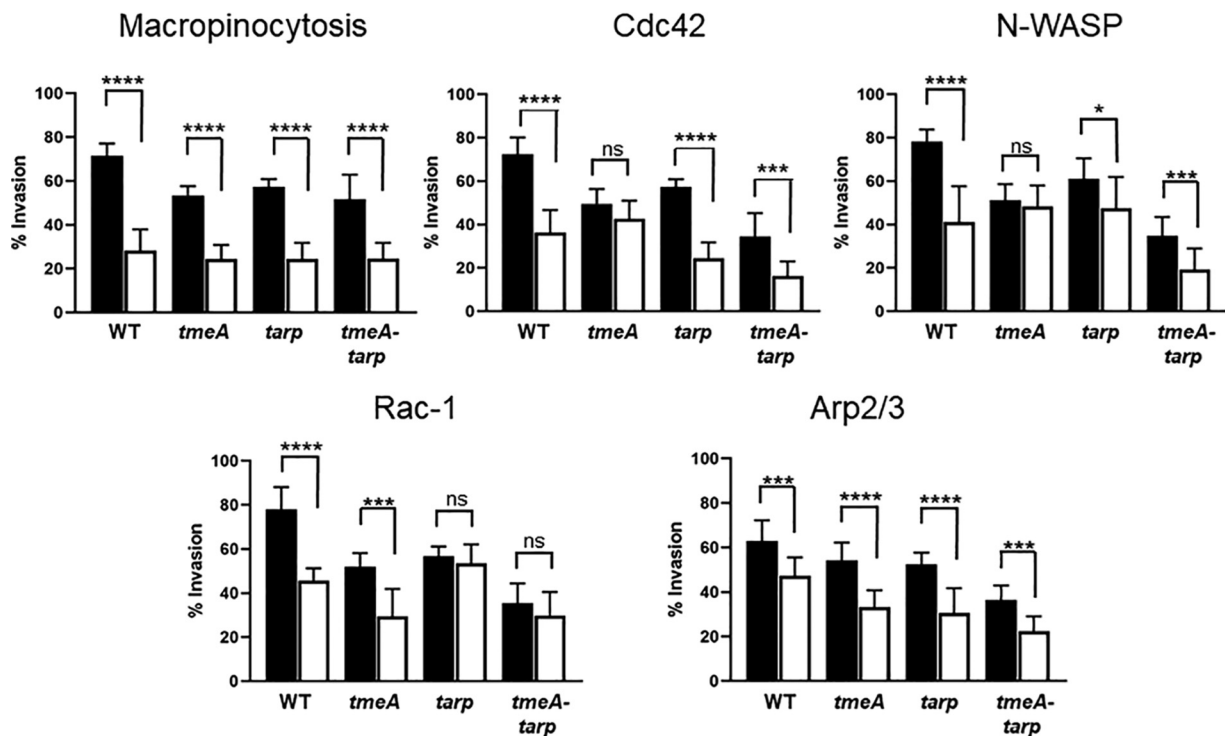 Macropinocytosis
Cdc42
N-WASP
% Invasion
100
80
60
40
20
0
****
****
****
****
WT
tmeA
tarp
tmeA-
tarp
% Invasion
100
80
60
40
20
0
****
ns
****
***
WT
tmeA
tarp
tmeA-
tarp
% Invasion
100
80
60
40
20
0
****
ns
*
***
WT
tmeA
tarp
tmeA-
tarp
Rac-1
Arp2/3
% Invasion
100
80
60
40
20
0
****
***
ns
ns
WT
tmeA
tarp
tmeA-
tarp
% Invasion
100
80
60
40
20
0
***
****
****
***
WT
tmeA
tarp
tmeA-
tarp